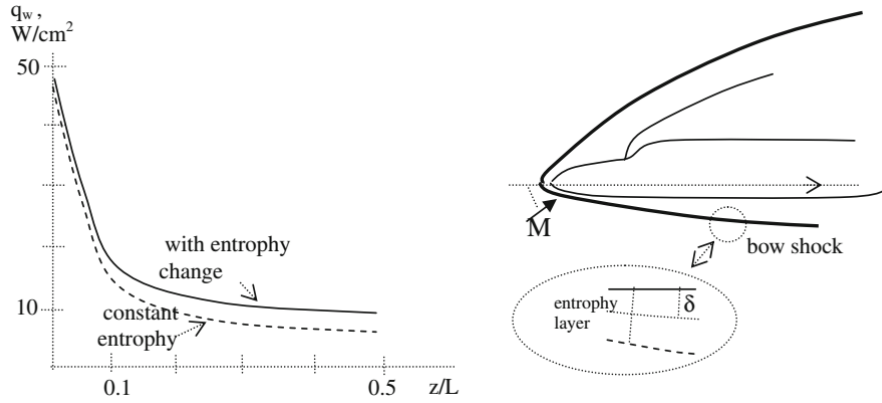 q_w ,
W/cm²
50
10
with entrophy
change
constant
entrophy
0.1
0.5
z/L
M
bow shock
entrophy
layer
δ